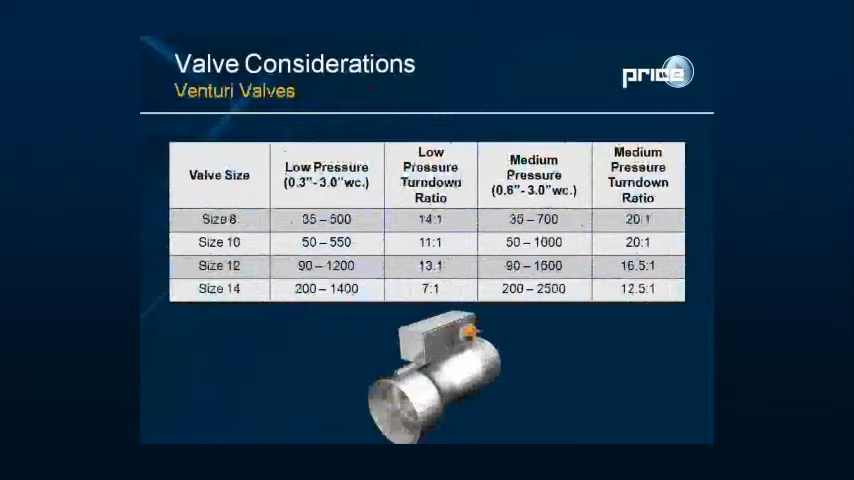 Valve Considerations
Venturi Valves
price
Valve Size
Low Pressure
(0.3"- 3.0"wc.)
Low
Pressure
Turndown
Ratio
Medium
Pressure
(0.6"- 3.0"wc.)
Medium
Pressure
Turndown
Ratio
Size 8 35 – 500 14:1 35 – 700 20:1
Size 10 50 – 550 11:1 50 – 1000 20:1
Size 12 90 – 1200 13:1 90 – 1500 16.5:1
Size 14 200 – 1400 7:1 200 – 2500 12.5:1